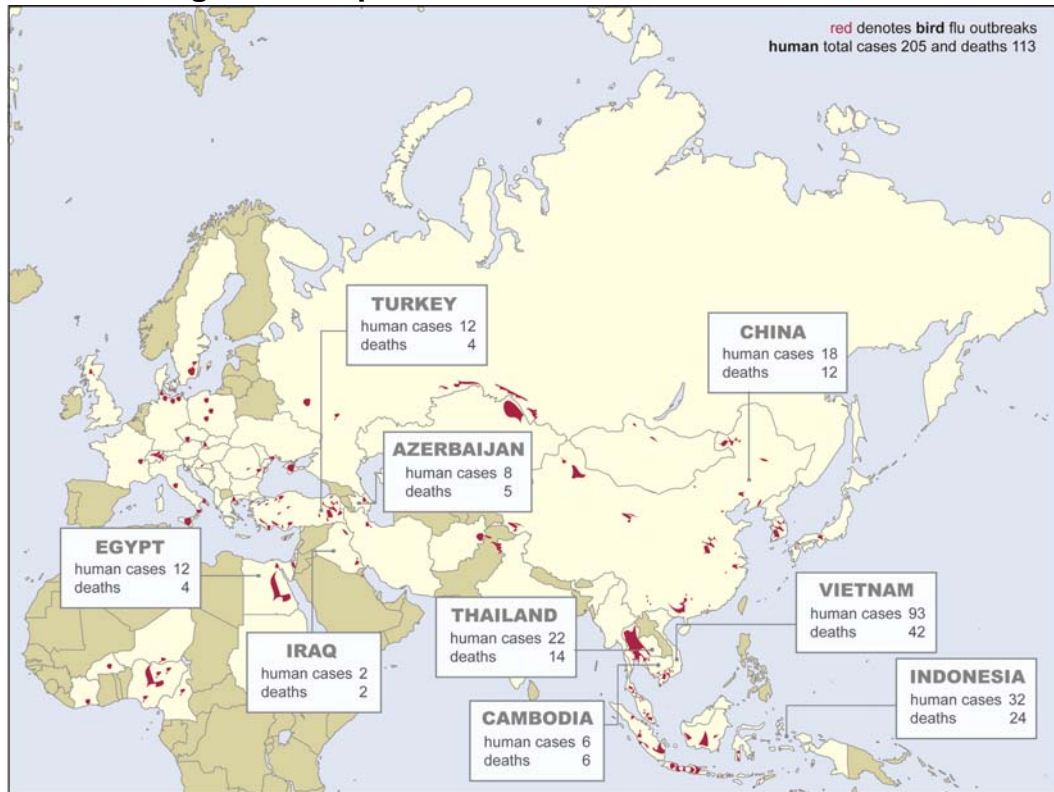 red denotes bird flu outbreaks
human total cases 205 and deaths 113
TURKEY
human cases 12
deaths 4
CHINA
human cases 18
deaths 12
AZERBAIJAN
human cases 8
deaths 5
EGYPT
human cases 12
deaths 4
IRAQ
human cases 2
deaths 2
THAILAND
human cases 22
deaths 14
VIETNAM
human cases 93
deaths 42
INDONESIA
human cases 32
deaths 24
CAMBODIA
human cases 6
deaths 6